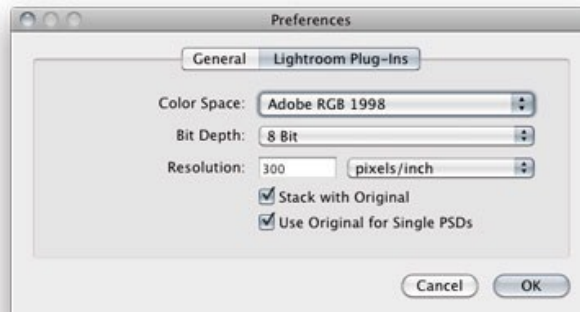 Preferences
General Lightroom Plug-Ins
Color Space: Adobe RGB 1998
Bit Depth: 8 Bit
Resolution: 300 pixels/inch
Stack with Original
Use Original for Single PSDs
Cancel OK